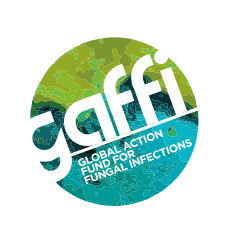 gaffi
GLOBAL ACTION
FUND FOR
FUNGAL INFECTIONS